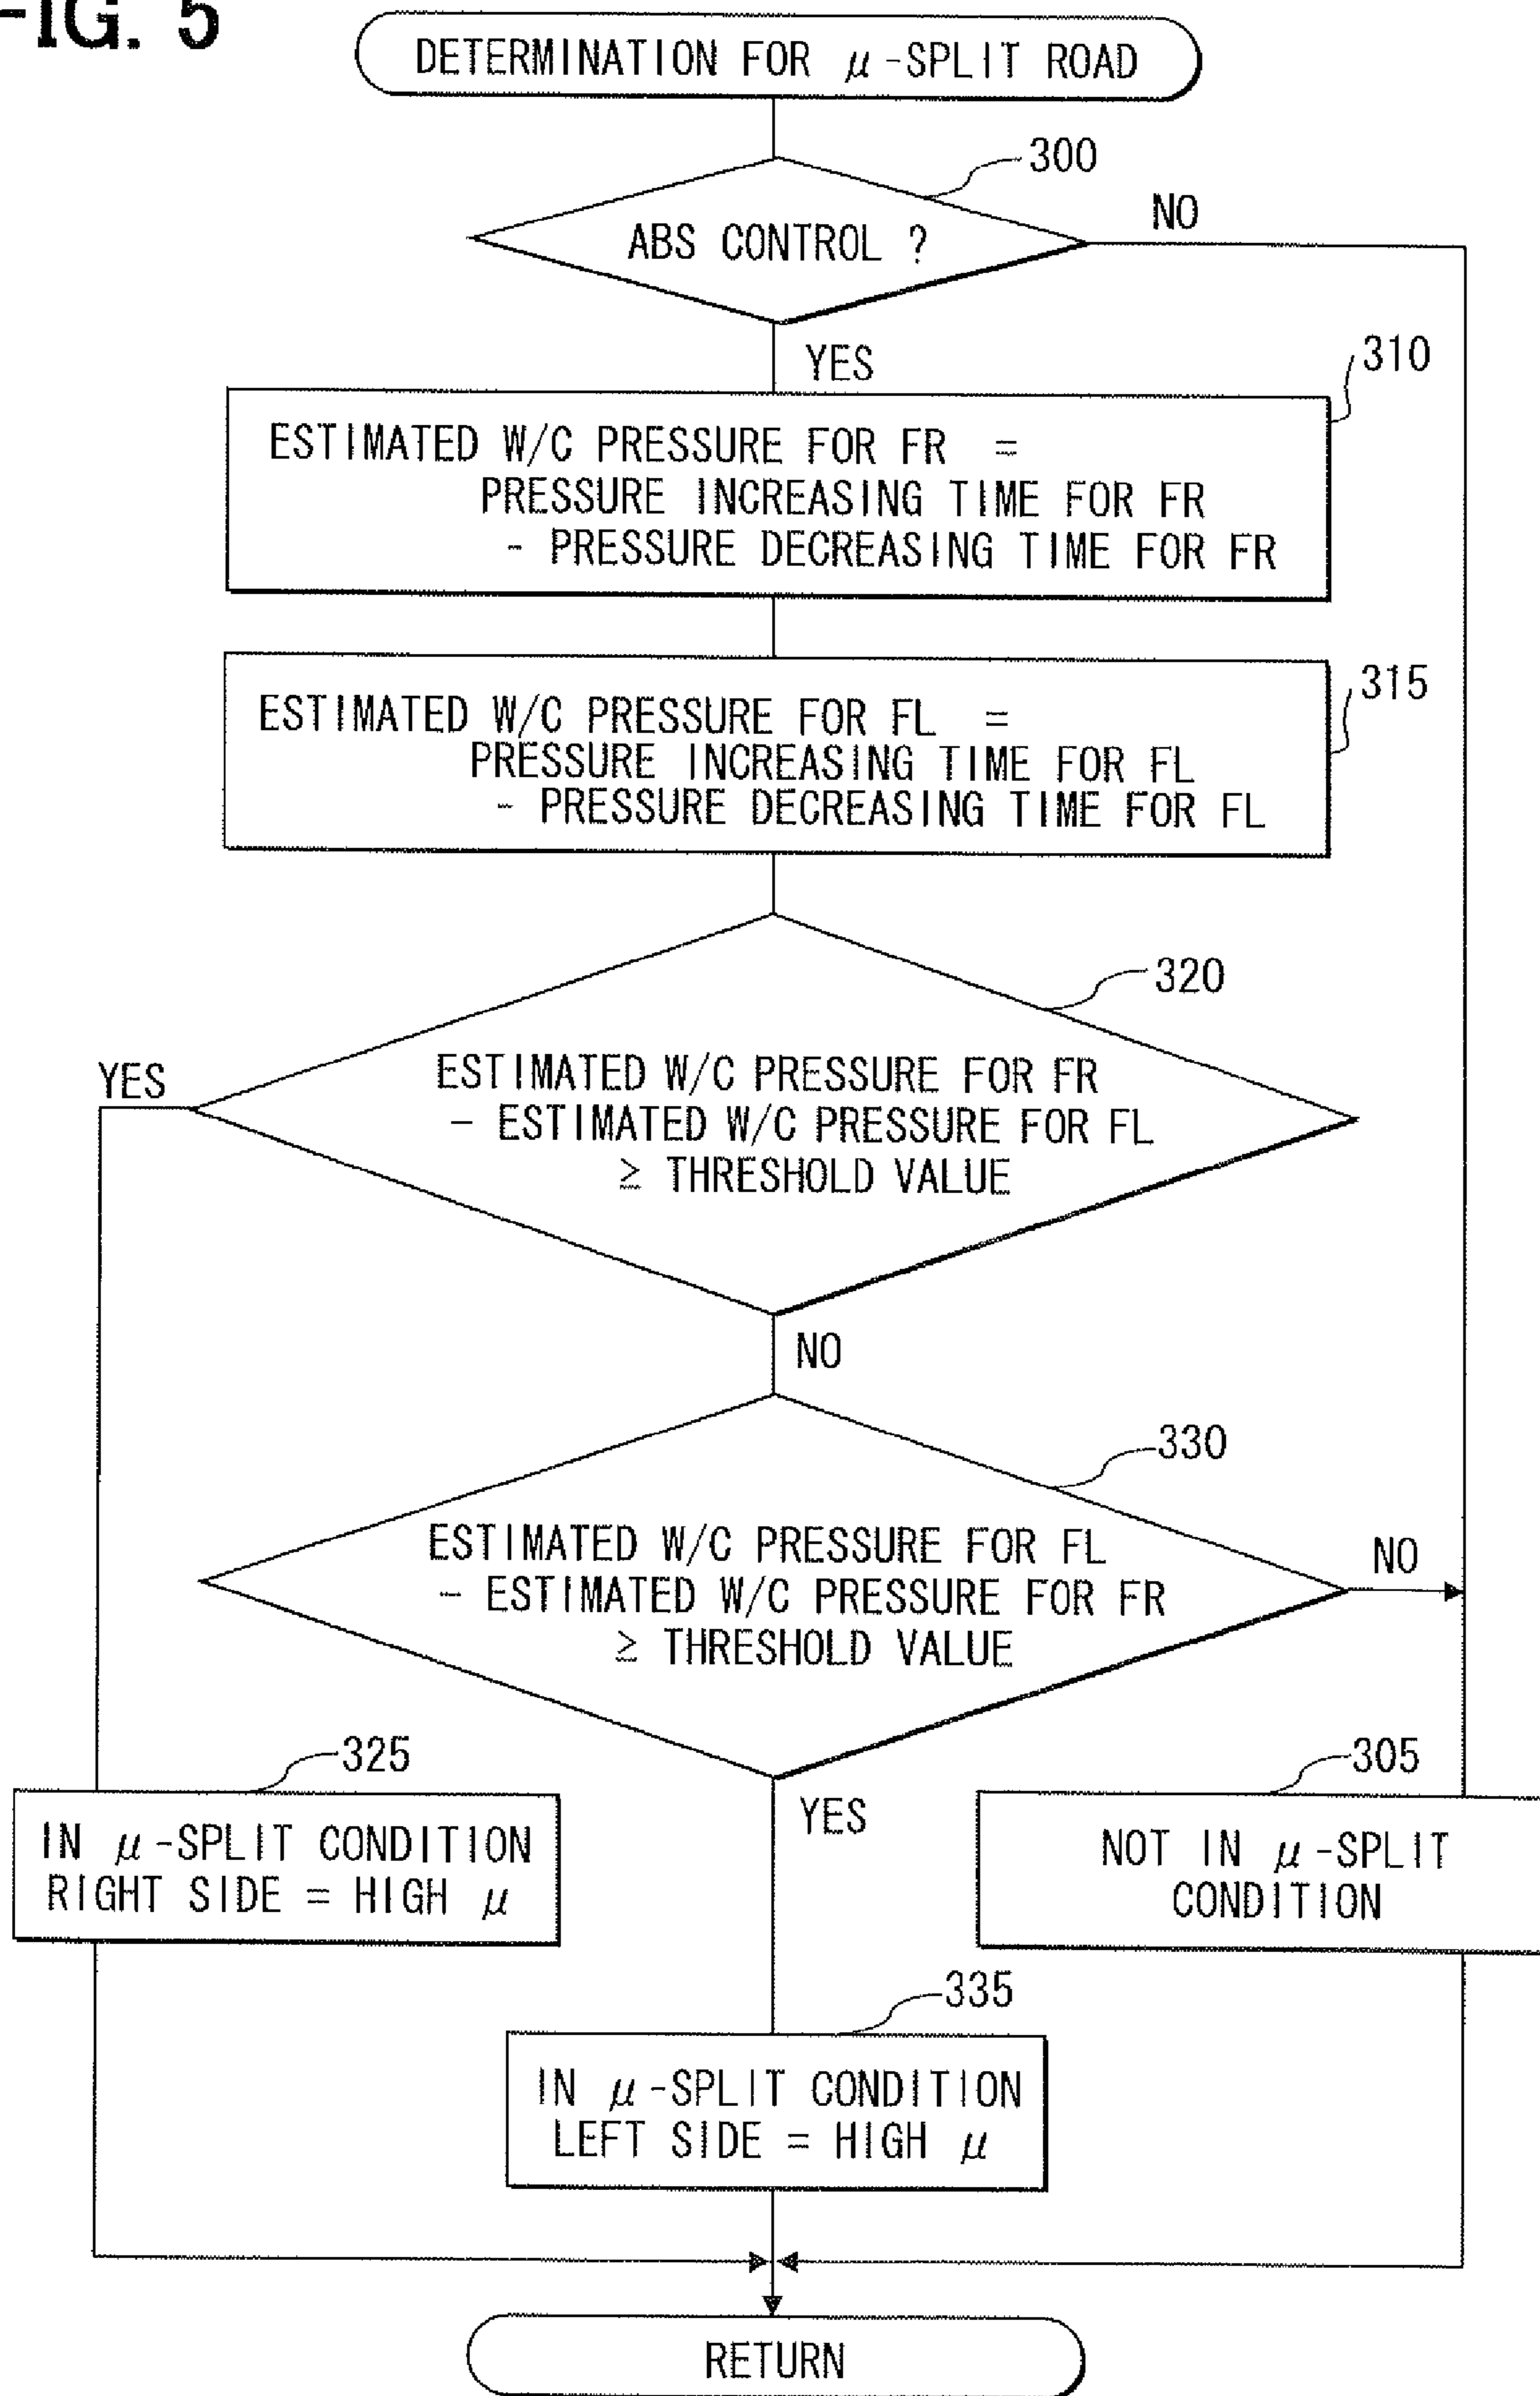 FIG. 5
DETERMINATION FOR μ-SPLIT ROAD
300
ABS CONTROL ?
NO
YES
310
ESTIMATED W/C PRESSURE FOR FR =
PRESSURE INCREASING TIME FOR FR
- PRESSURE DECREASING TIME FOR FR
315
ESTIMATED W/C PRESSURE FOR FL =
PRESSURE INCREASING TIME FOR FL
- PRESSURE DECREASING TIME FOR FL
320
YES
ESTIMATED W/C PRESSURE FOR FR
- ESTIMATED W/C PRESSURE FOR FL
≥ THRESHOLD VALUE
NO
330
ESTIMATED W/C PRESSURE FOR FL
- ESTIMATED W/C PRESSURE FOR FR
≥ THRESHOLD VALUE
NO
325
YES
305
IN μ-SPLIT CONDITION
RIGHT SIDE = HIGH μ
NOT IN μ-SPLIT
CONDITION
335
IN μ-SPLIT CONDITION
LEFT SIDE = HIGH μ
RETURN